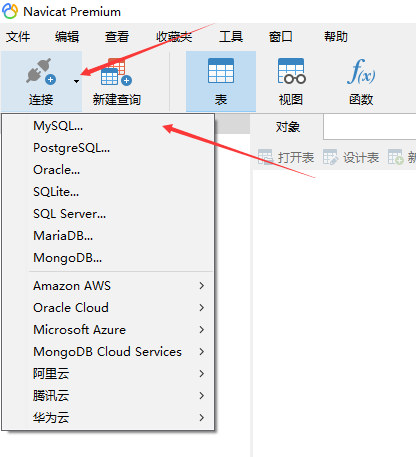 Navicat Premium
文件 编辑 查看 收藏夹 工具 窗口 帮助
f(x)
连接 新建查询 表 视图 函数
对象
打开表 设计表 新
MySQL...
PostgreSQL...
Oracle...
SQLite...
SQL Server...
MariaDB...
MongoDB...
Amazon AWS
Oracle Cloud
Microsoft Azure
MongoDB Cloud Services
阿里云
腾讯云
华为云